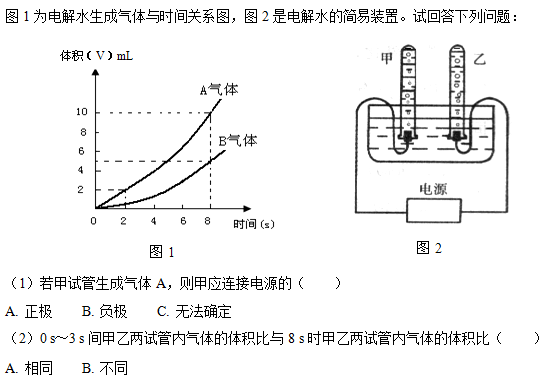 图1为电解水生成气体与时间关系图，图2是电解水的简易装置。试回答下列问题：
体积（V）mL
A气体
B气体
10
8
6
4
2
0 2 4 6 8 时间(s)
图1
甲 乙
电源
图2
（1）若甲试管生成气体A，则甲应连接电源的（ ）
A. 正极 B. 负极 C. 无法确定
（2）0 s～3 s间甲乙两试管内气体的体积比与8 s时甲乙两试管内气体的体积比（ ）
A. 相同 B. 不同